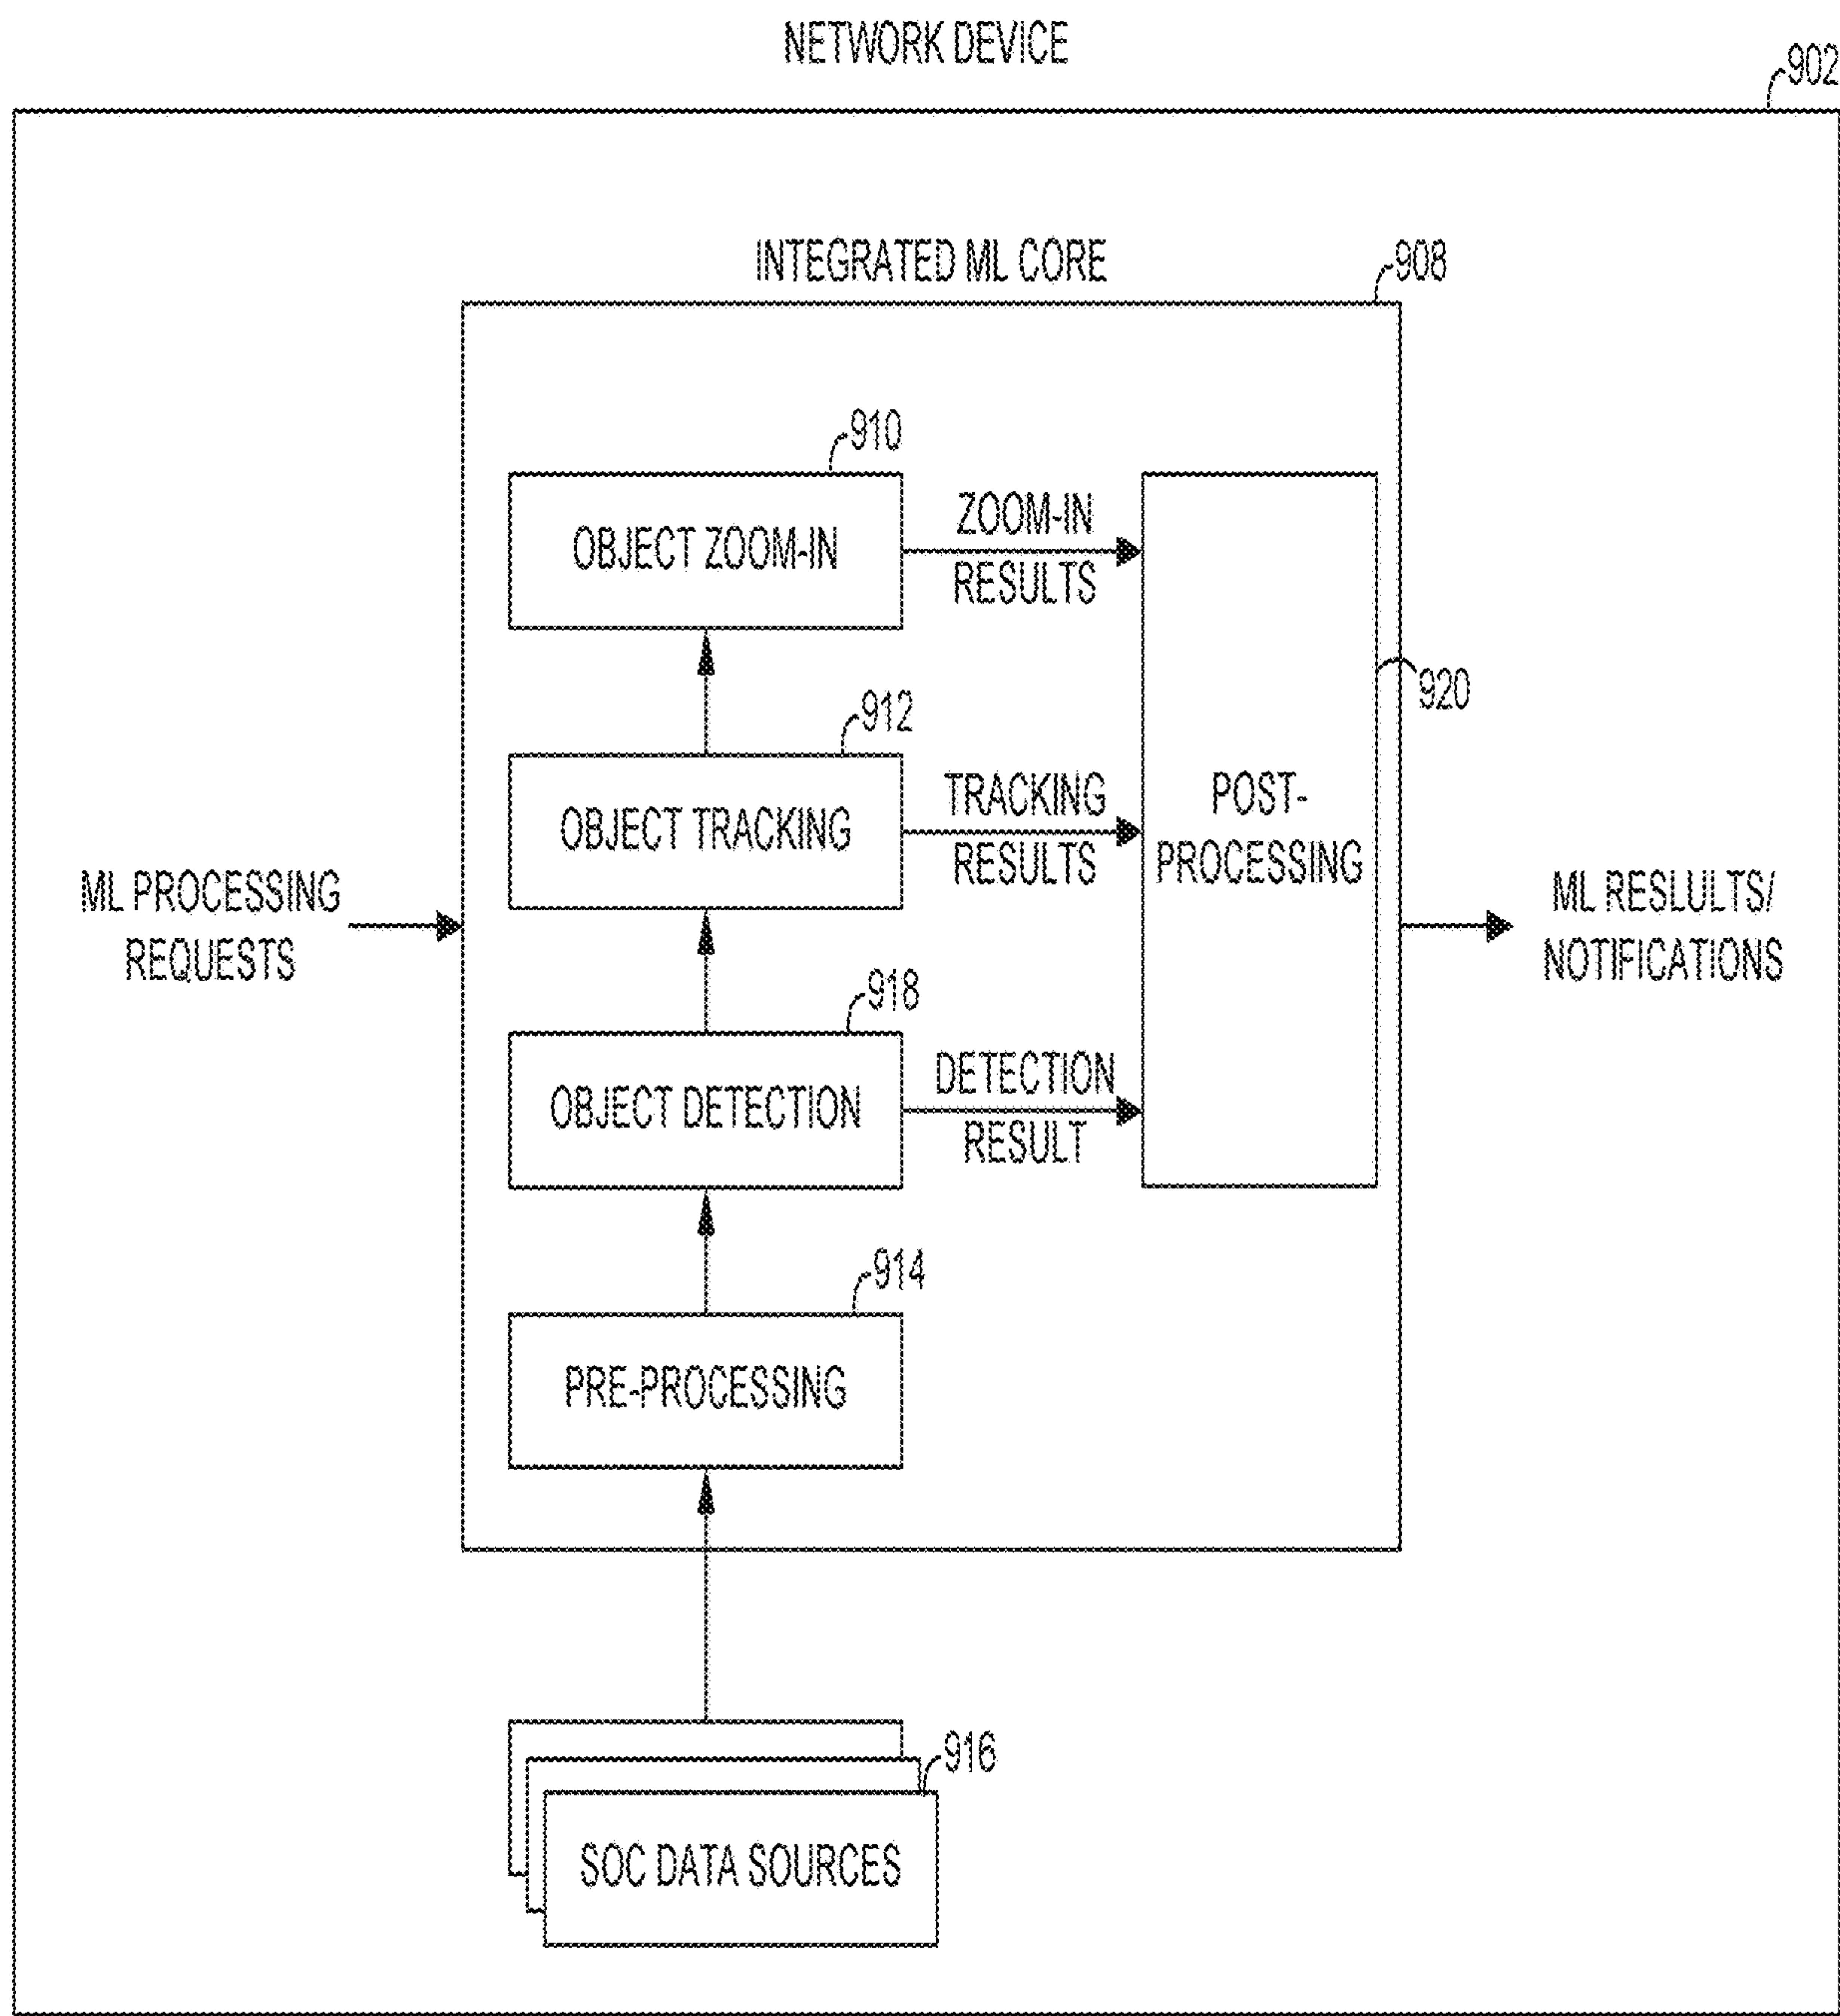 NETWORK DEVICE
902
INTEGRATED ML CORE
908
910
OBJECT ZOOM-IN
ZOOM-IN
RESULTS
912
OBJECT TRACKING
TRACKING
RESULTS
POST-
PROCESSING
920
ML PROCESSING
REQUESTS
ML RESLULTS/
NOTIFICATIONS
918
OBJECT DETECTION
DETECTION
RESULT
914
PRE-PROCESSING
916
SOC DATA SOURCES